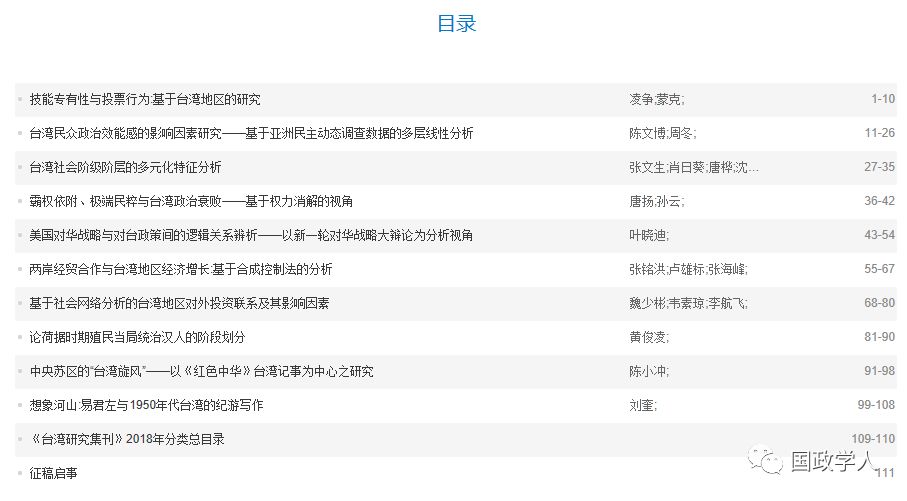 目录
技能专有性与投票行为:基于台湾地区的研究 凌争;蒙克; 1-10
台湾民众政治效能感的影响因素研究——基于亚洲民主动态调查数据的多层线性分析 陈文博;周冬; 11-26
台湾社会阶级阶层的多元化特征分析 张文生;肖日葵;唐桦;沈... 27-35
霸权依附、极端民粹与台湾政治衰败——基于权力消解的视角 唐扬;孙云; 36-42
美国对华战略与对台政策间的逻辑关系辨析——以新一轮对华战略大辩论为分析视角 叶晓迪; 43-54
两岸经贸合作与台湾地区经济增长:基于合成控制法的分析 张铭洪;卢雄标;张海峰; 55-67
基于社会网络分析的台湾地区对外投资联系及其影响因素 魏少彬;韦素琼;李航飞; 68-80
论荷据时期殖民当局统治汉人的阶段划分 黄俊凌; 81-90
中央苏区的“台湾旋风”——以《红色中华》台湾记事为中心之研究 陈小冲; 91-98
想象河山:易君左与1950年代台湾的纪游写作 刘奎; 99-108
《台湾研究集刊》2018年分类总目录 109-110
征稿启事 111
国政学人